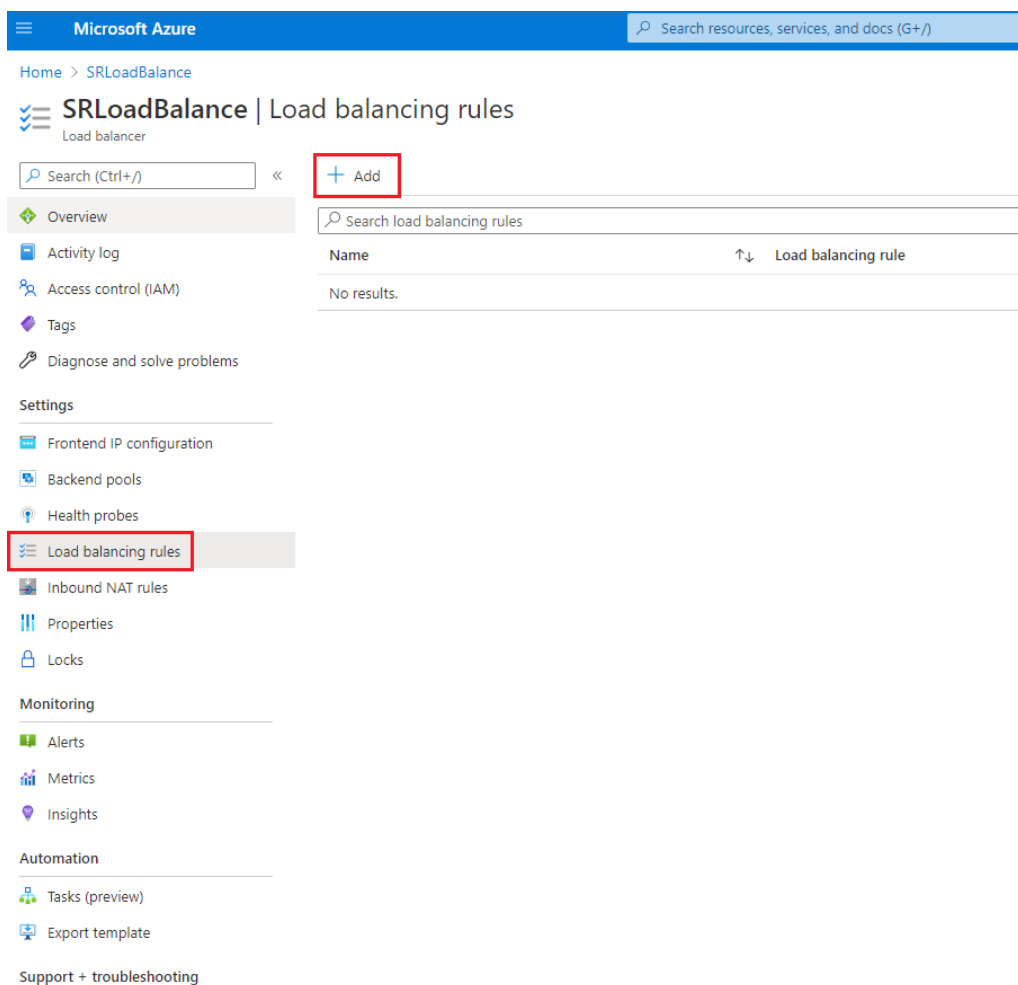 Microsoft Azure
Search resources, services, and docs (G+/)
Home > SRLoadBalance
SRLoadBalance | Load balancing rules
Load balancer
Search (Ctrl+/)
«
+ Add
Overview
Search load balancing rules
Activity log
Name ↑↓ Load balancing rule
Access control (IAM)
No results.
Tags
Diagnose and solve problems
Settings
Frontend IP configuration
Backend pools
Health probes
Load balancing rules
Inbound NAT rules
Properties
Locks
Monitoring
Alerts
Metrics
Insights
Automation
Tasks (preview)
Export template
Support + troubleshooting